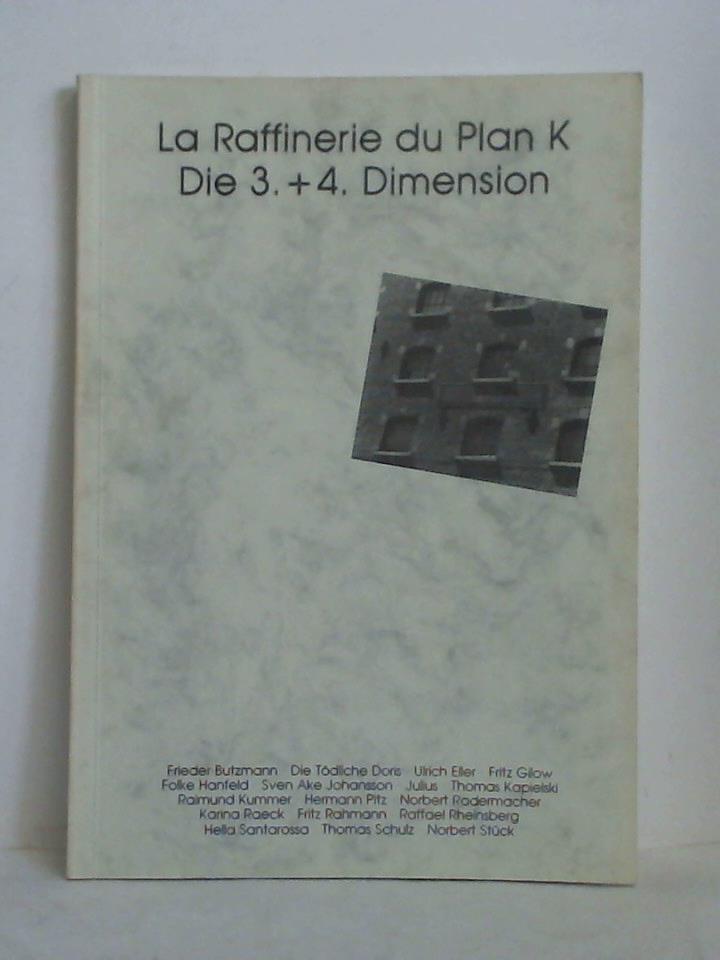 La Raffinerie du Plan K
Die 3. + 4. Dimension
Frieder Butzmann Die Tödliche Doris Ulrich Eller Fritz Gilow
Folke Hanfeld Sven Ake Johansson Julius Thomas Kapielski
Raimund Kummer Hermann Pitz Norbert Radermacher
Karina Raeck Fritz Rahmann Raffael Rheinsberg
Hella Santarossa Thomas Schulz Norbert Stück